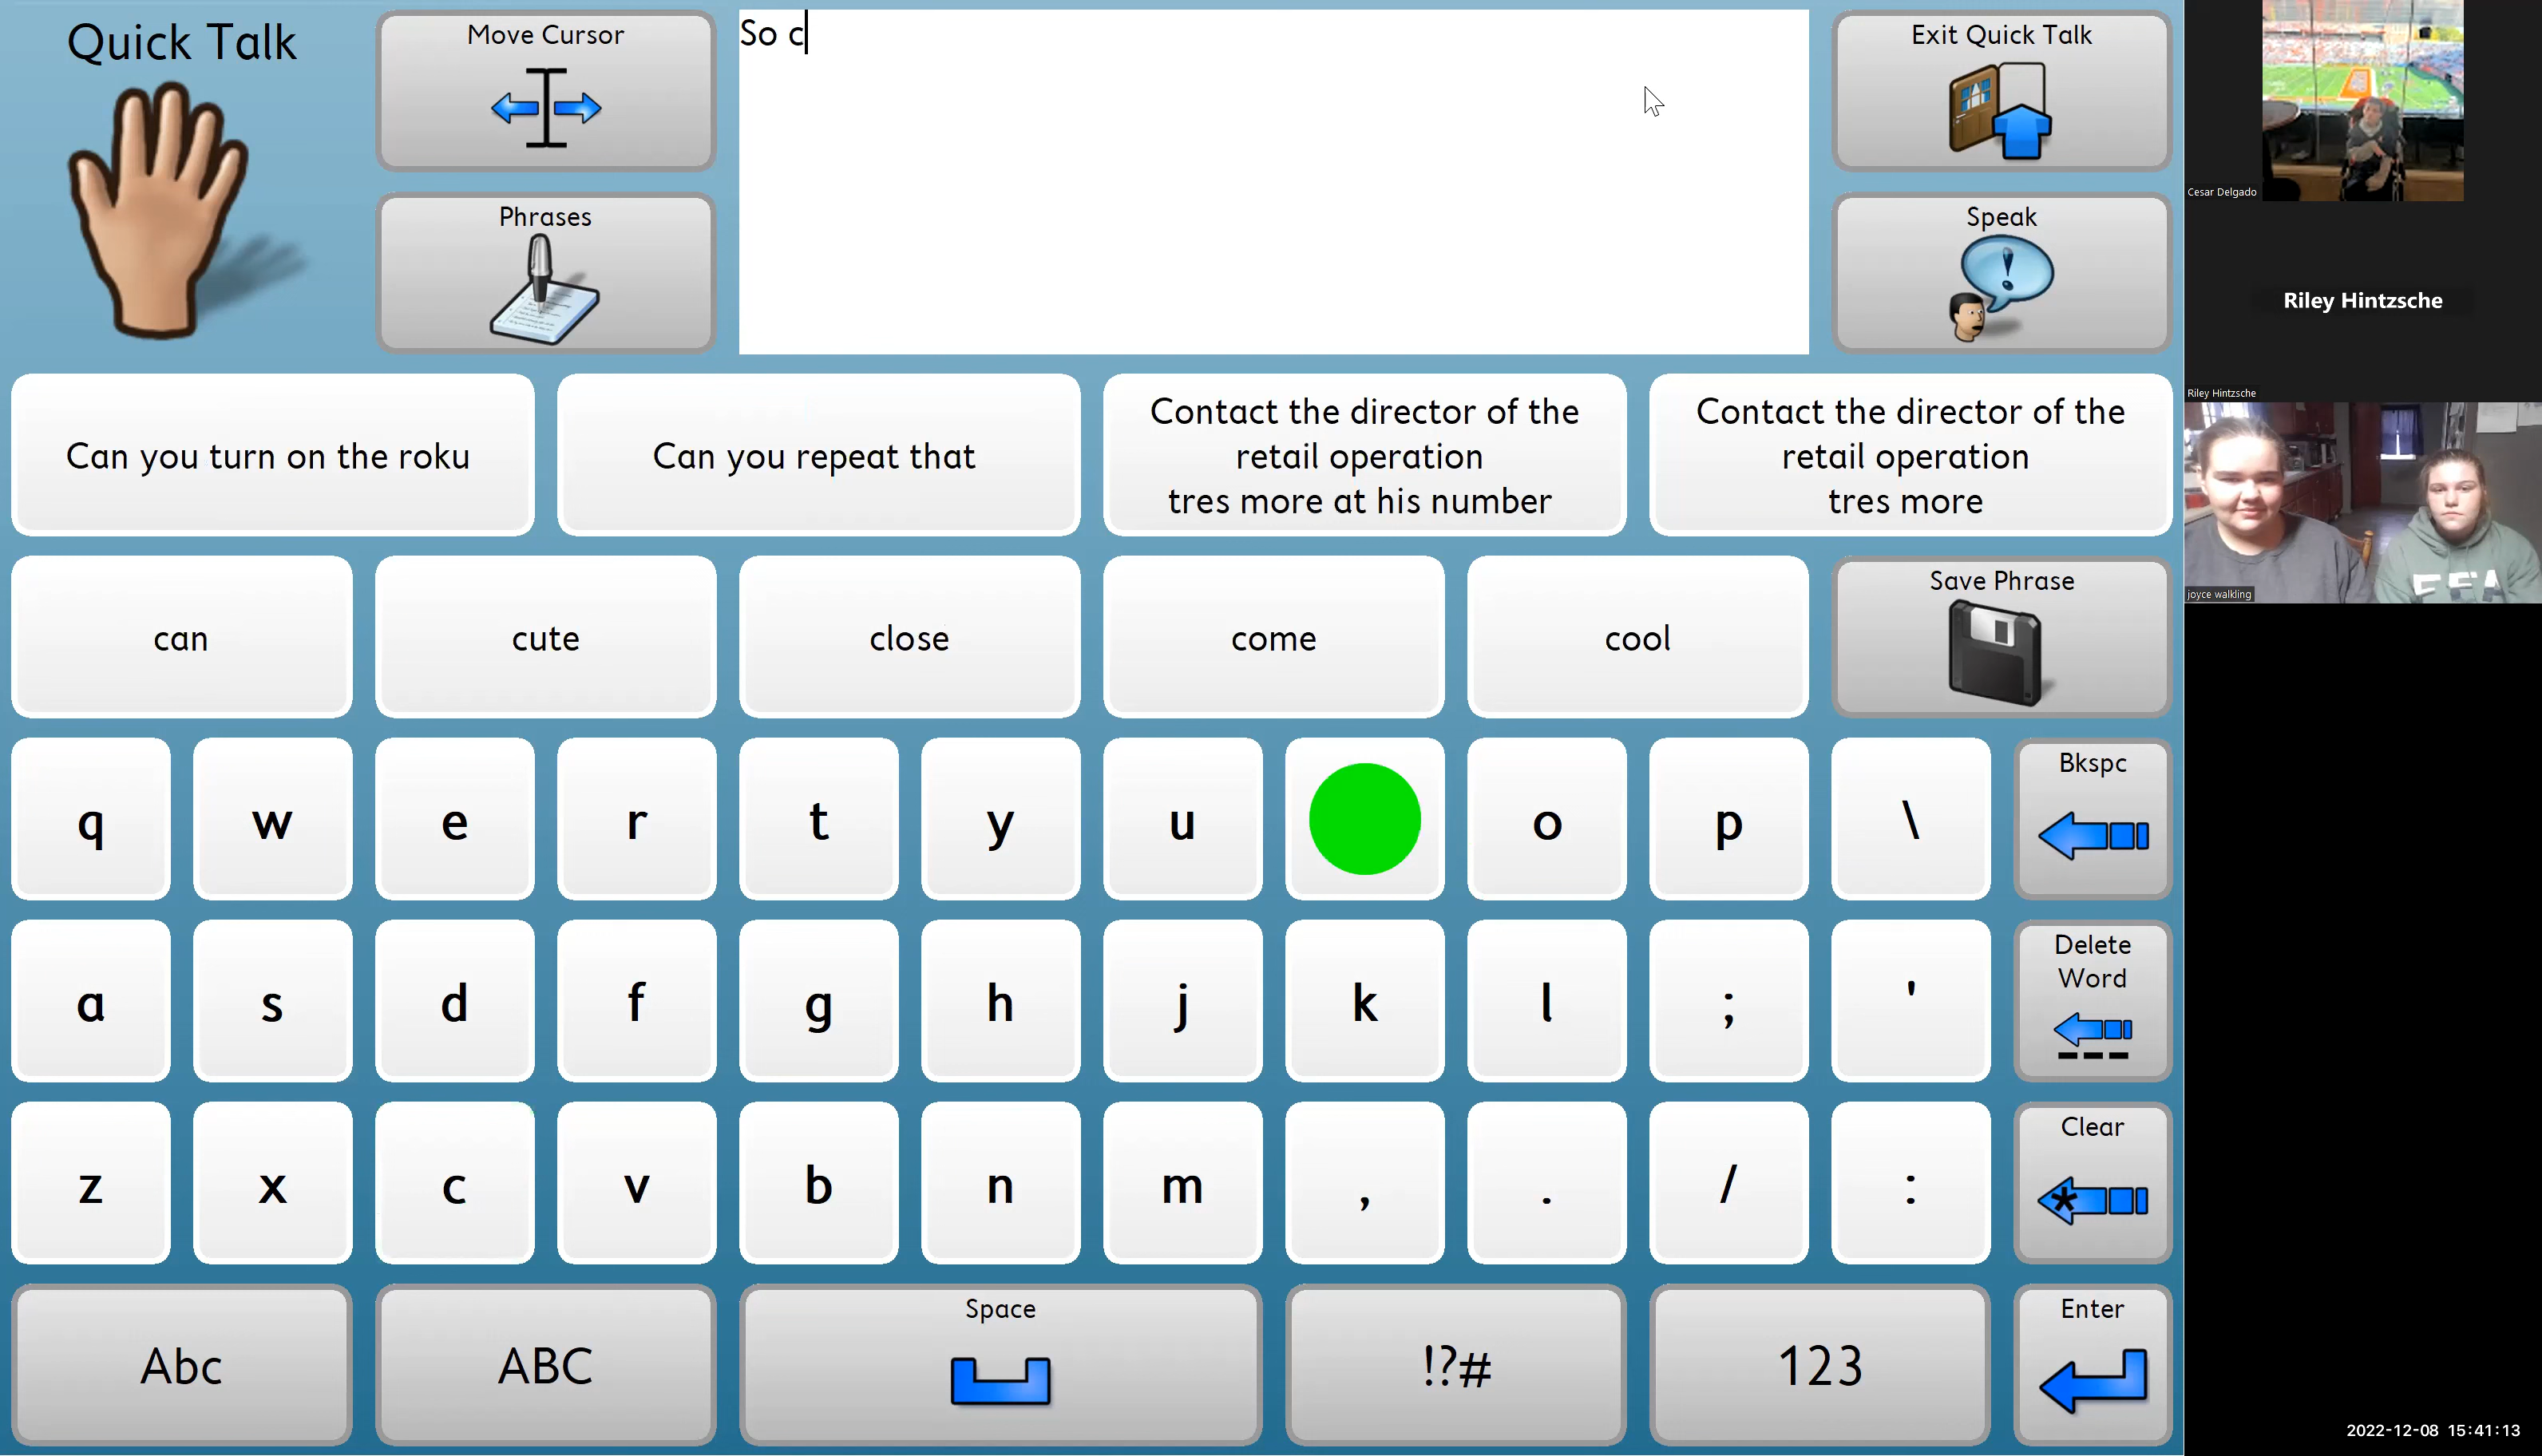 Quick Talk
Move Cursor
So c
Exit Quick Talk
Phrases
Speak
Can you turn on the roku
Can you repeat that
Contact the director of the
retail operation
tres more at his number
Contact the director of the
retail operation
tres more
can
cute
close
come
cool
Save Phrase
q w e r t y u o p \
Bkspc
a s d f g h j k l ; '
Delete
Word
z x c v b n m , . / :
Clear
*
Abc
ABC
Space
!?#
123
Enter
Cesar Delgado
Riley Hintzsche
Riley Hintzsche
joyce walkling
2022-12-08 15:41:13